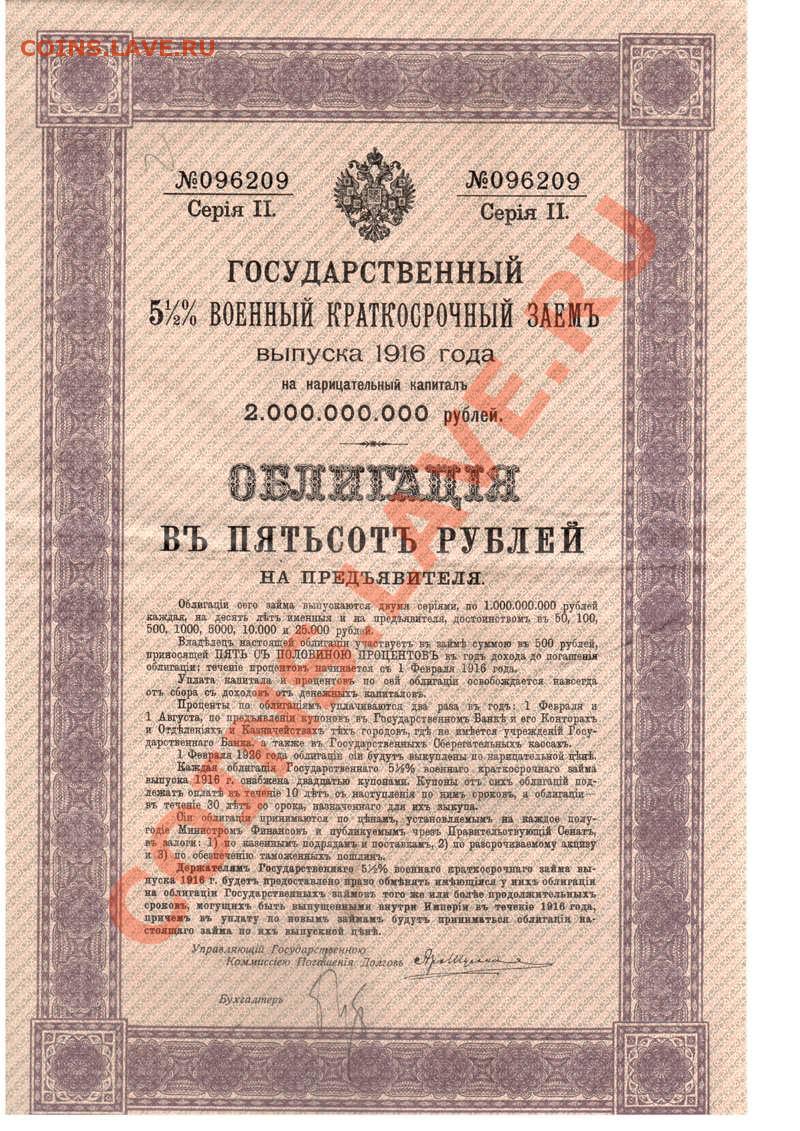 COINS.LAVE.RU
№096209
Серія II.
№096209
Серія II.
ГОСУДАРСТВЕННЫЙ
5½% ВОЕННЫЙ КРАТКОСРОЧНЫЙ ЗАЕМЪ
выпуска 1916 года
на нарицательный капиталъ
2.000.000.000 рублей.
ОБЛИГАЦІЯ
ВЪ ПЯТЬСОТЪ РУБЛЕЙ
НА ПРЕДЪЯВИТЕЛЯ.
Облигаціи сего займа выпускаются двумя серіями, по 1.000.000.000 рублей
каждая, на десять лѣтъ именныя и на предъявителя, достоинствомъ въ 50, 100,
500, 1000, 5000, 10.000 и 25.000 рублей.
Владѣлецъ настоящей облигаціи участвуетъ въ займѣ суммою въ 500 рублей,
приносящей ПЯТЬ СЪ ПОЛОВИНОЮ ПРОЦЕНТОВЪ въ годъ дохода до погашенія
облигаціи; теченіе процентовъ начинается съ 1 Февраля 1916 года.
Уплата капитала и процентовъ по сей облигаціи освобождается навсегда
отъ сбора съ доходовъ отъ денежныхъ капиталовъ.
Проценты по облигаціямъ уплачиваются два раза въ годъ: 1 Февраля и
1 Августа, по предъявленіи купоновъ въ Государственномъ Банкѣ и его Конторахъ
и Отдѣленіяхъ и Казначействахъ тѣхъ городовъ, гдѣ не имѣется учрежденій Госу-
дарственнаго Банка, а также въ Государственныхъ Сберегательныхъ кассахъ.
1 Февраля 1926 года облигаціи сіи будутъ выкуплены по нарицательной цѣнѣ.
Каждая облигація Государственнаго 5½% военнаго краткосрочнаго займа
выпуска 1916 г. снабжена двадцатью купонами. Купоны отъ сихъ облигацій под-
лежатъ оплатѣ въ теченіе 10 лѣтъ съ наступленія по нимъ сроковъ, а облигаціи—
въ теченіе 30 лѣтъ со срока, назначеннаго для ихъ выкупа.
Сіи облигаціи принимаются по цѣнамъ, установляемымъ на каждое полу-
годіе Министромъ Финансовъ и публикуемымъ чрезъ Правительствующій Сенатъ,
въ залоги: 1) по казеннымъ подрядамъ и поставкамъ, 2) по разсрочиваемому акцизу
и 3) по обезпеченію таможенныхъ пошлинъ.
Держателямъ Государственнаго 5½% военнаго краткосрочнаго займа вы-
пуска 1916 г. будетъ предоставлено право обмѣнять имѣющіяся у нихъ облигаціи
на облигаціи Государственныхъ займовъ того же или болѣе продолжительныхъ
сроковъ, могущихъ быть выпущенными внутри Имперіи въ теченіе 1916 года,
причемъ въ уплату по новымъ займамъ будутъ приниматься облигаціи на-
стоящаго займа по ихъ выпускной цѣнѣ.
Управляющій Государственною
Коммиссіею Погашенія Долговъ
Бухгалтеръ
COINS.LAVE.RU